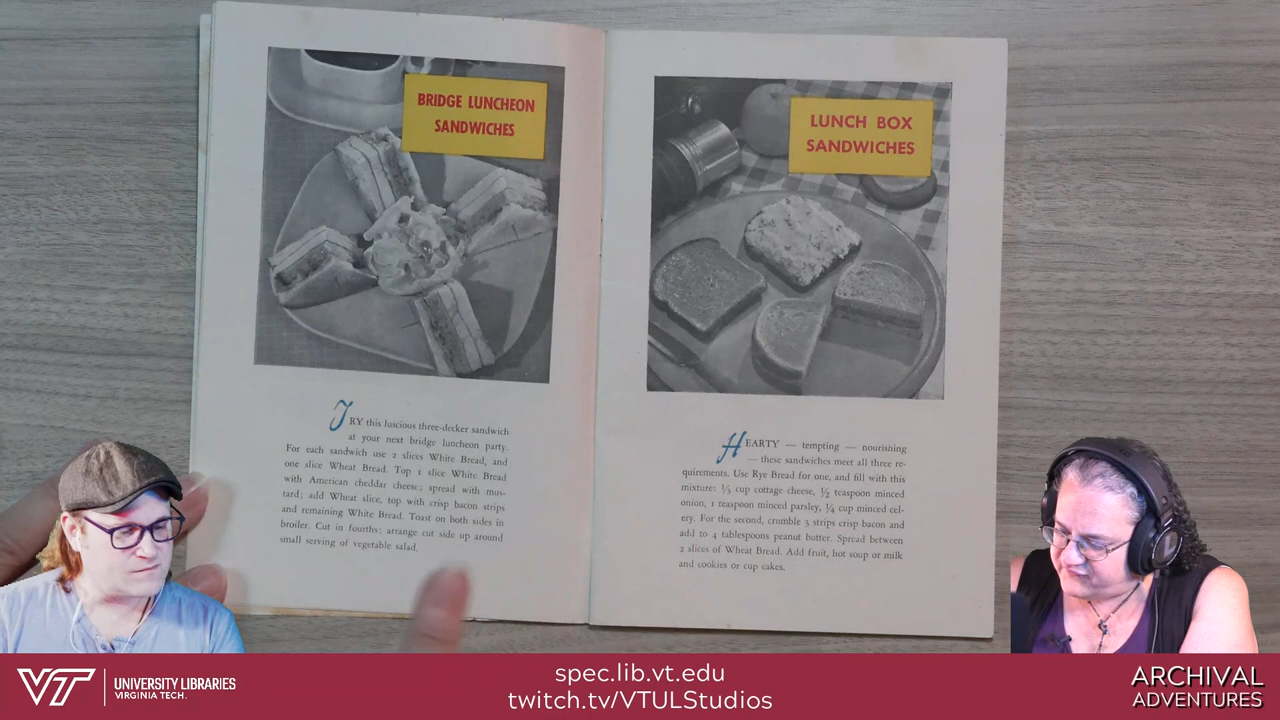 BRIDGE LUNCHEON
SANDWICHES
TRY this luscious three-decker sandwich
at your next bridge luncheon party.
For each sandwich use 2 slices White Bread, and
one slice Wheat Bread. Top 1 slice White Bread
with American cheddar cheese; spread with mus-
tard; add Wheat slice, top with crisp bacon strips
and remaining White Bread. Toast on both sides in
broiler. Cut in fourths: arrange cut side up around
small serving of vegetable salad.
LUNCH BOX
SANDWICHES
HEARTY — tempting — nourishing
— these sandwiches meet all three re-
quirements. Use Rye Bread for one, and fill with this
mixture: ⅓ cup cottage cheese, ½ teaspoon minced
onion, 1 teaspoon minced parsley, ¼ cup minced cel-
ery. For the second, crumble 3 strips crisp bacon and
add to 4 tablespoons peanut butter. Spread between
2 slices of Wheat Bread. Add fruit, hot soup or milk
and cookies or cup cakes.
VT
UNIVERSITY LIBRARIES
VIRGINIA TECH.
spec.lib.vt.edu
twitch.tv/VTULStudios
ARCHIVAL
ADVENTURES